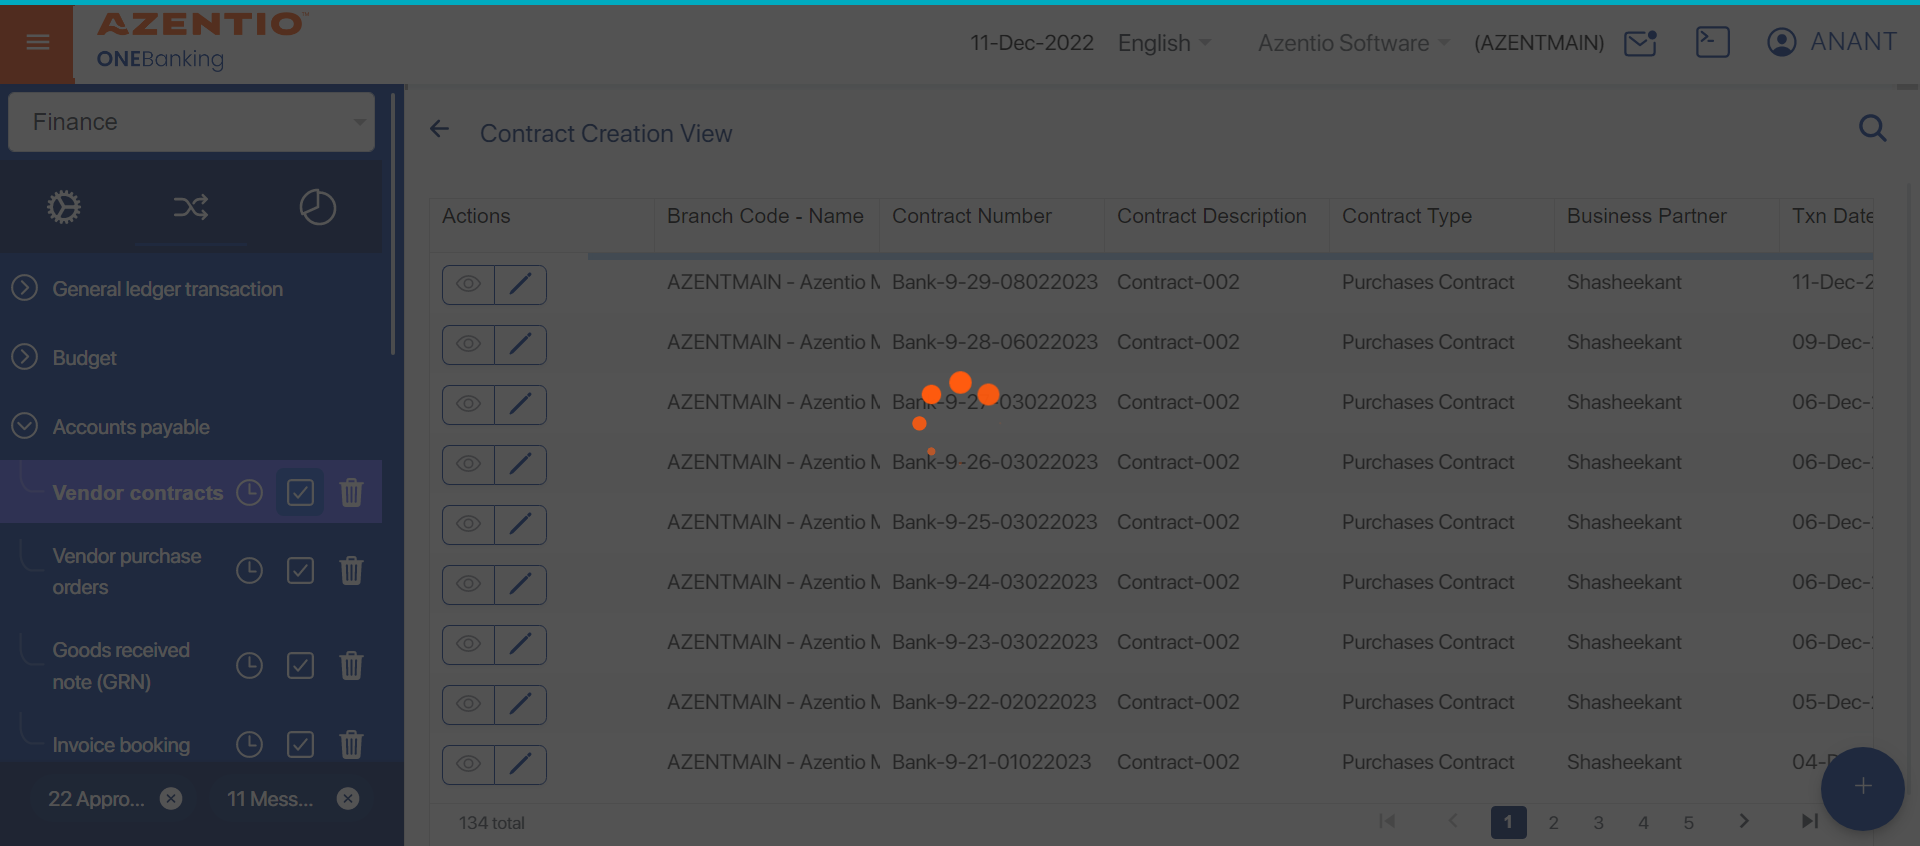 AZENTIO™
ONEBanking
11-Dec-2022 English Azentio Software (AZENTMAIN) ANANT
Finance
General ledger transaction
Budget
Accounts payable
Vendor contracts
Vendor purchase
orders
Goods received
note (GRN)
Invoice booking
22 Appro...
11 Mess...
Contract Creation View
Actions Branch Code - Name Contract Number Contract Description Contract Type Business Partner Txn Date
AZENTMAIN - Azentio M Bank-9-29-08022023 Contract-002 Purchases Contract Shasheekant 11-Dec-2
AZENTMAIN - Azentio M Bank-9-28-06022023 Contract-002 Purchases Contract Shasheekant 09-Dec-
AZENTMAIN - Azentio M Bank-9-27-03022023 Contract-002 Purchases Contract Shasheekant 06-Dec-
AZENTMAIN - Azentio M Bank-9-26-03022023 Contract-002 Purchases Contract Shasheekant 06-Dec-
AZENTMAIN - Azentio M Bank-9-25-03022023 Contract-002 Purchases Contract Shasheekant 06-Dec-
AZENTMAIN - Azentio M Bank-9-24-03022023 Contract-002 Purchases Contract Shasheekant 06-Dec-
AZENTMAIN - Azentio M Bank-9-23-03022023 Contract-002 Purchases Contract Shasheekant 06-Dec-
AZENTMAIN - Azentio M Bank-9-22-02022023 Contract-002 Purchases Contract Shasheekant 05-Dec-
AZENTMAIN - Azentio M Bank-9-21-01022023 Contract-002 Purchases Contract Shasheekant 04-D
134 total 1 2 3 4 5